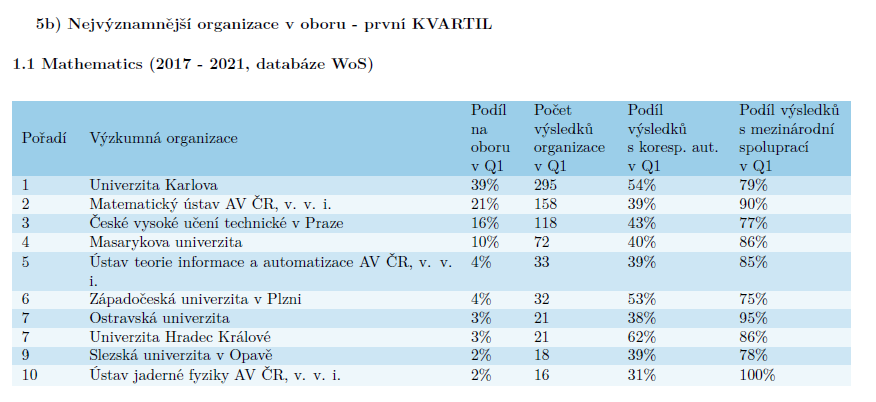 5b) Nejvýznamnější organizace v oboru - první KVARTIL
1.1 Mathematics (2017 - 2021, databáze WoS)
Pořadí Výzkumná organizace Podíl na oboru v Q1 Počet výsledků organizace v Q1 Podíl výsledků s koresp. aut. v Q1 Podíl výsledků s mezinárodní spoluprací v Q1
1 Univerzita Karlova 39% 295 54% 79%
2 Matematický ústav AV ČR, v. v. i. 21% 158 39% 90%
3 České vysoké učení technické v Praze 16% 118 43% 77%
4 Masarykova univerzita 10% 72 40% 86%
5 Ústav teorie informace a automatizace AV ČR, v. v. i. 4% 33 39% 85%
6 Západočeská univerzita v Plzni 4% 32 53% 75%
7 Ostravská univerzita 3% 21 38% 95%
7 Univerzita Hradec Králové 3% 21 62% 86%
9 Slezská univerzita v Opavě 2% 18 39% 78%
10 Ústav jaderné fyziky AV ČR, v. v. i. 2% 16 31% 100%